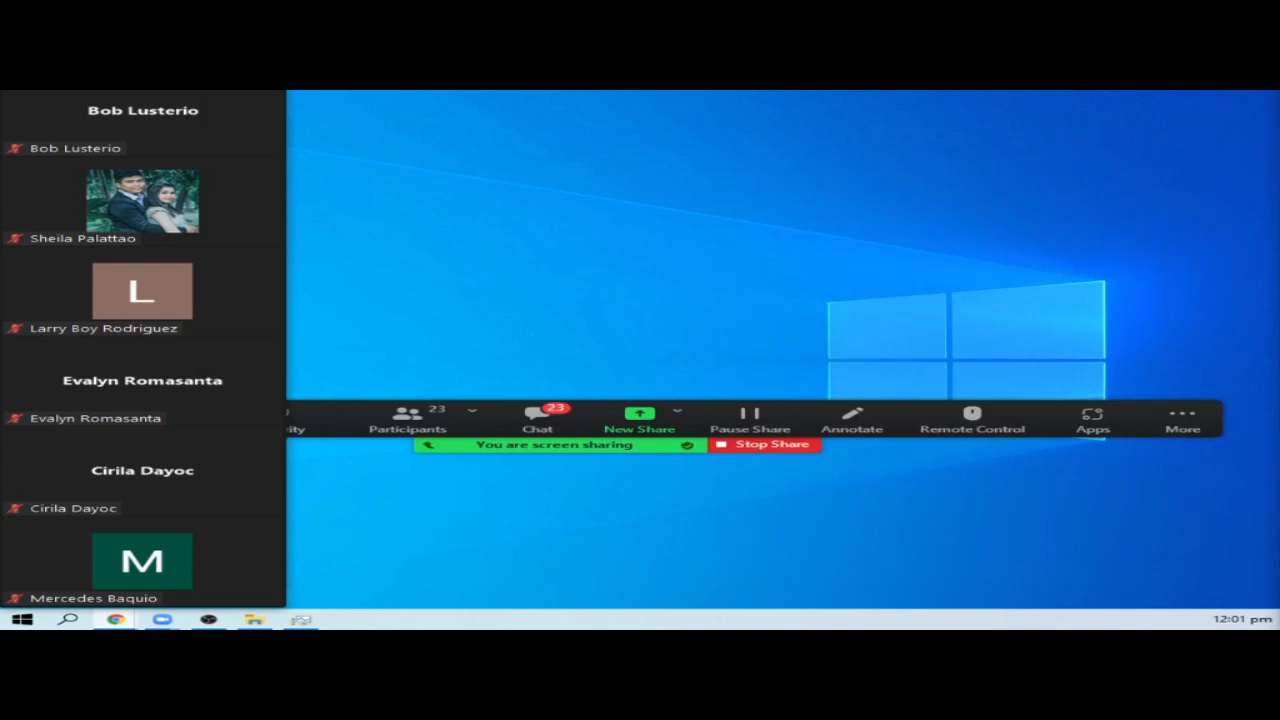 Bob Lusterio
Bob Lusterio
Sheila Palattao
L
Larry Boy Rodriguez
Evalyn Romasanta
Evalyn Romasanta
Cirila Dayoc
Cirila Dayoc
M
Mercedes Baquio
rity
Participants 23
Chat 23
New Share
Pause Share
Annotate
Remote Control
Apps
More
You are screen sharing
Stop Share
12:01 pm